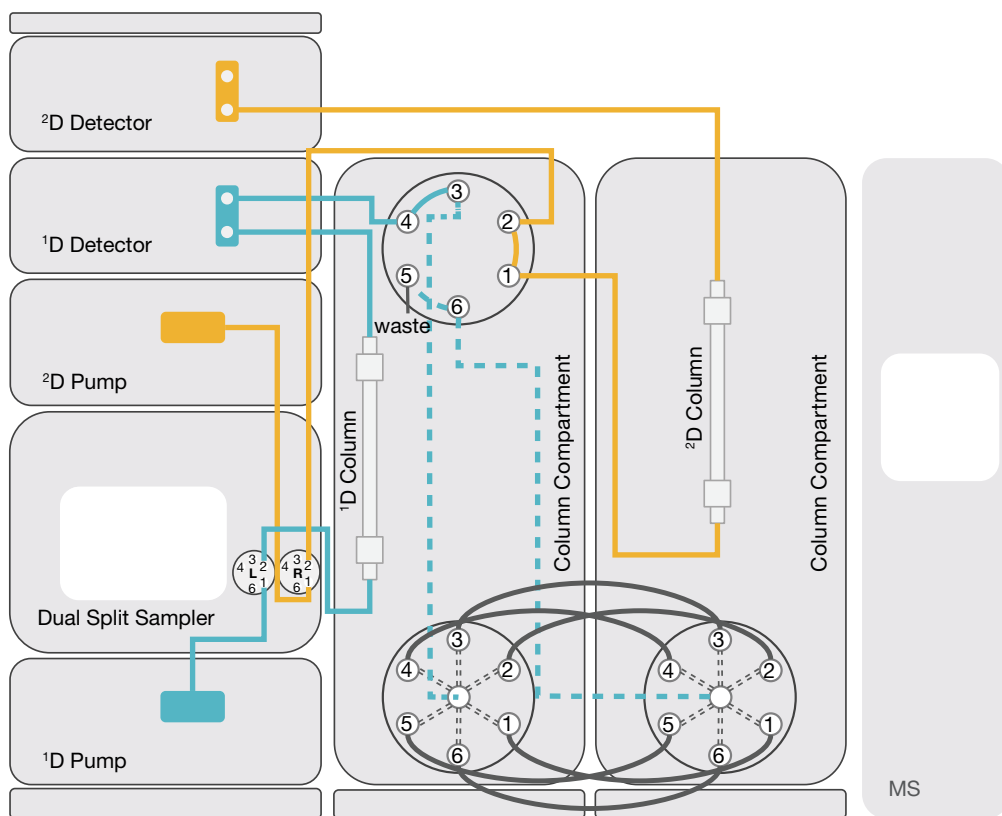 ²D Detector
¹D Detector
²D Pump
Dual Split Sampler
¹D Pump
4 3 2 L 6 1
4 3 2 R 6 1
3
4
2
5
1
6
waste
¹D Column
Column Compartment
²D Column
Column Compartment
3
4
2
5
1
6
3
4
2
5
1
6
MS